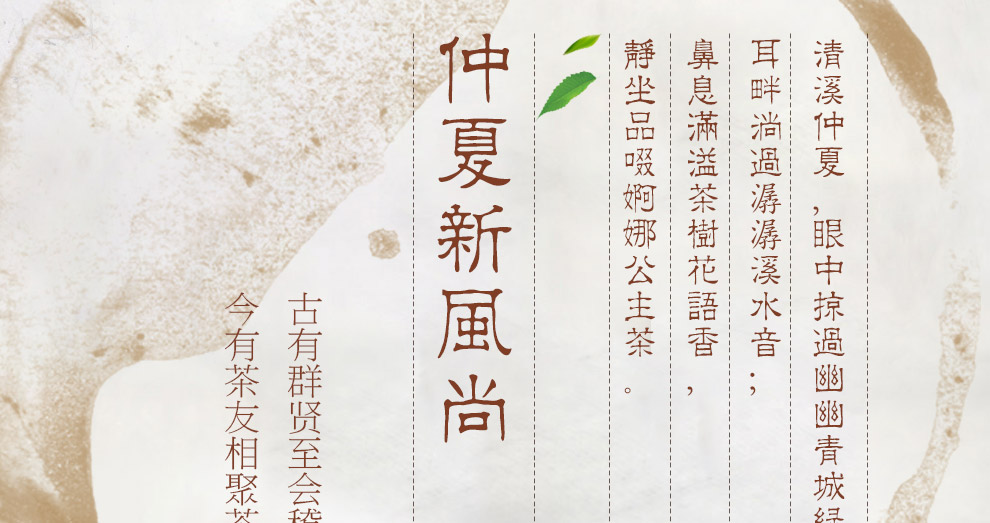 清溪仲夏，眼中掠過幽幽青城
耳畔淌過潺潺溪水音；
鼻息滿溢茶樹花語香，
靜坐品啜婀娜公主茶。
仲夏新風尚
古有群贤至会稽
今有茶友相聚茶